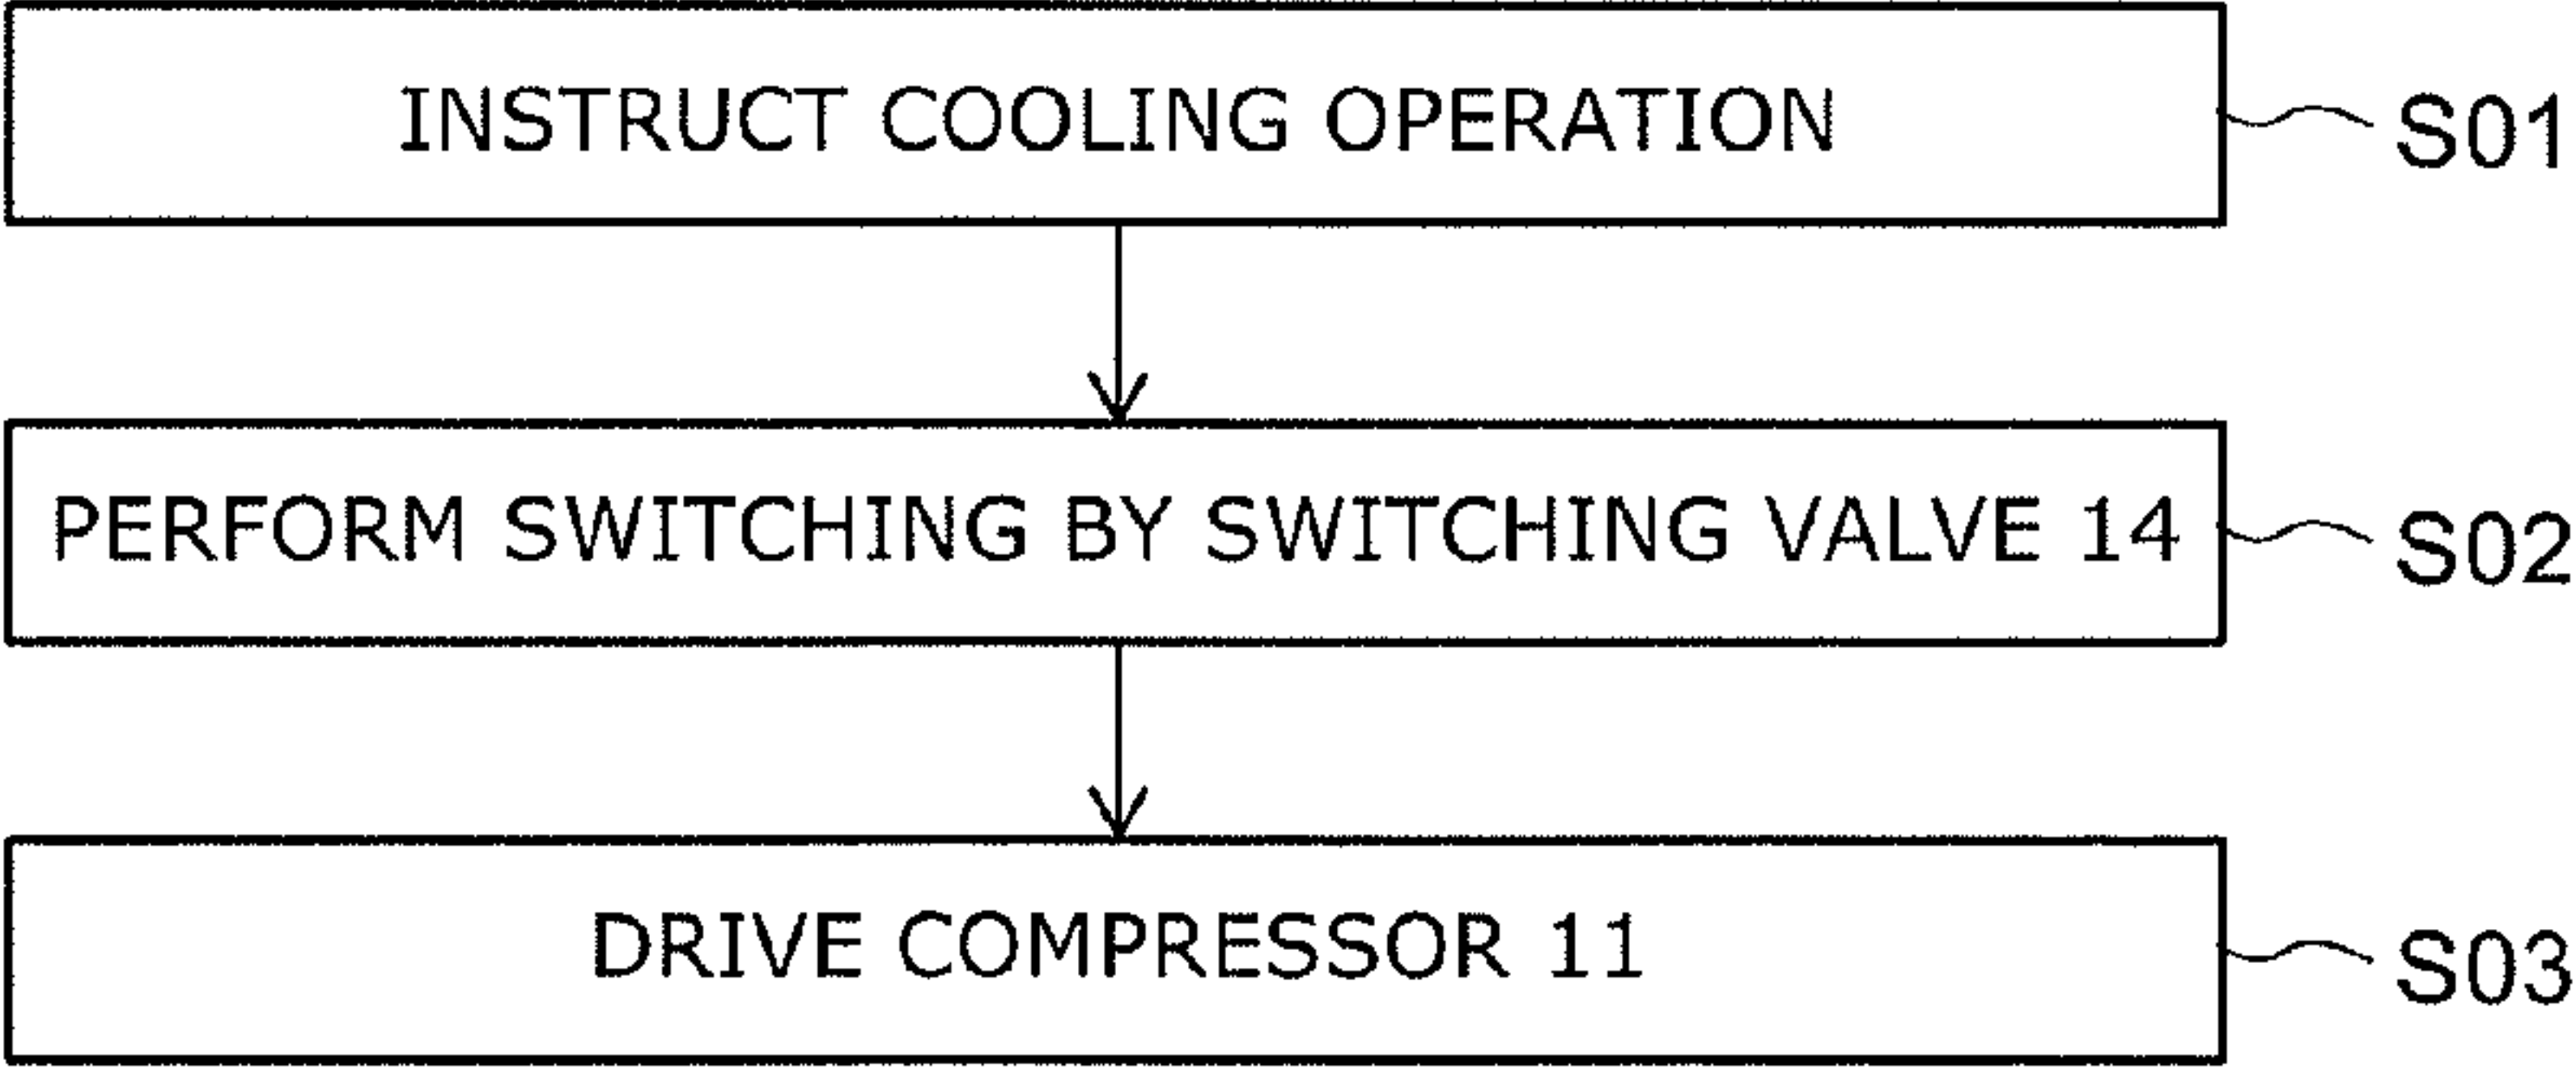 INSTRUCT COOLING OPERATION
S01
PERFORM SWITCHING BY SWITCHING VALVE 14
S02
DRIVE COMPRESSOR 11
S03